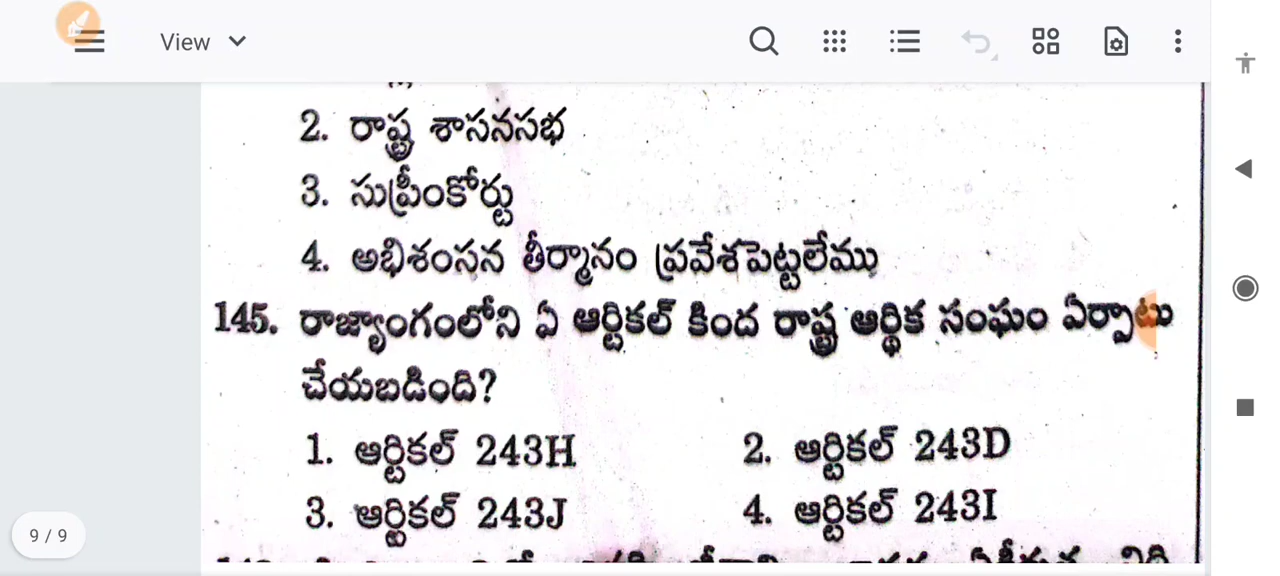 View
2. రాష్ట్ర శాసనసభ
3. సుప్రీంకోర్టు
4. అభిశంసన తీర్మానం ప్రవేశపెట్టలేము
145. రాజ్యాంగంలోని ఏ ఆర్టికల్ కింద రాష్ట్ర ఆర్థిక సంఘం ఏర్పాటు
చేయబడింది?
1. ఆర్టికల్ 243H 2. ఆర్టికల్ 243D
3. ఆర్టికల్ 243J 4. ఆర్టికల్ 243I
9 / 9